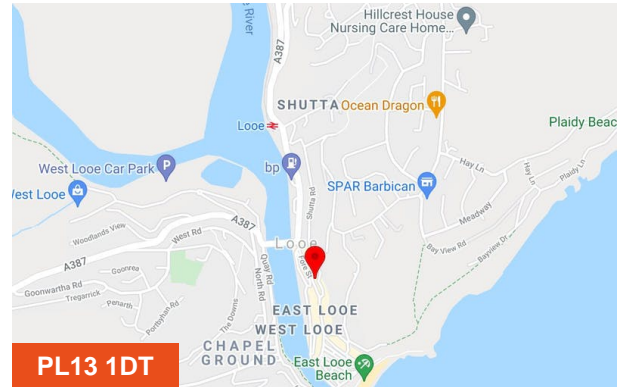 s River
Hillcrest House
Nursing Care Home...
A387
SHUTTA
Ocean Dragon
Looe
Plaidy Beac
West Looe Car Park
P
bp
Hay Ln
Hay Ln
Plaidy Ln
West Looe
Shutta Rd
SPAR Barbican
Meadway
A387
Woodlands View
West Rd
Looe
Bay View Rd
Bayview Dr
A387
Goonrea
Quay Rd
North Rd
Fore St
Goonwartha Rd
Tregarrick
Penarth
Portbyhan Rd
The Downs
EAST LOOE
WEST LOOE
CHAPEL
GROUND
East Looe
Beach
PL13 1DT